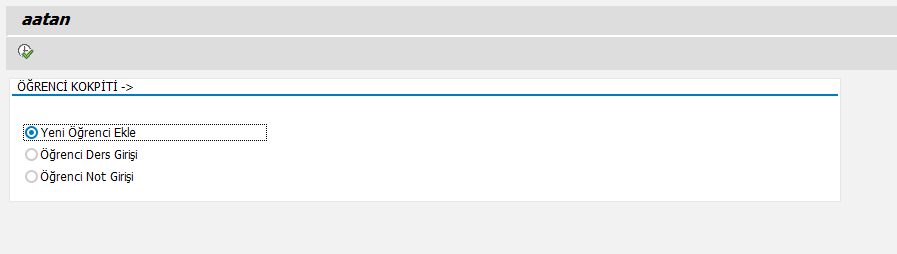 aatan
ÖĞRENCİ KOKPİTİ ->
Yeni Öğrenci Ekle
Öğrenci Ders Girişi
Öğrenci Not Girişi